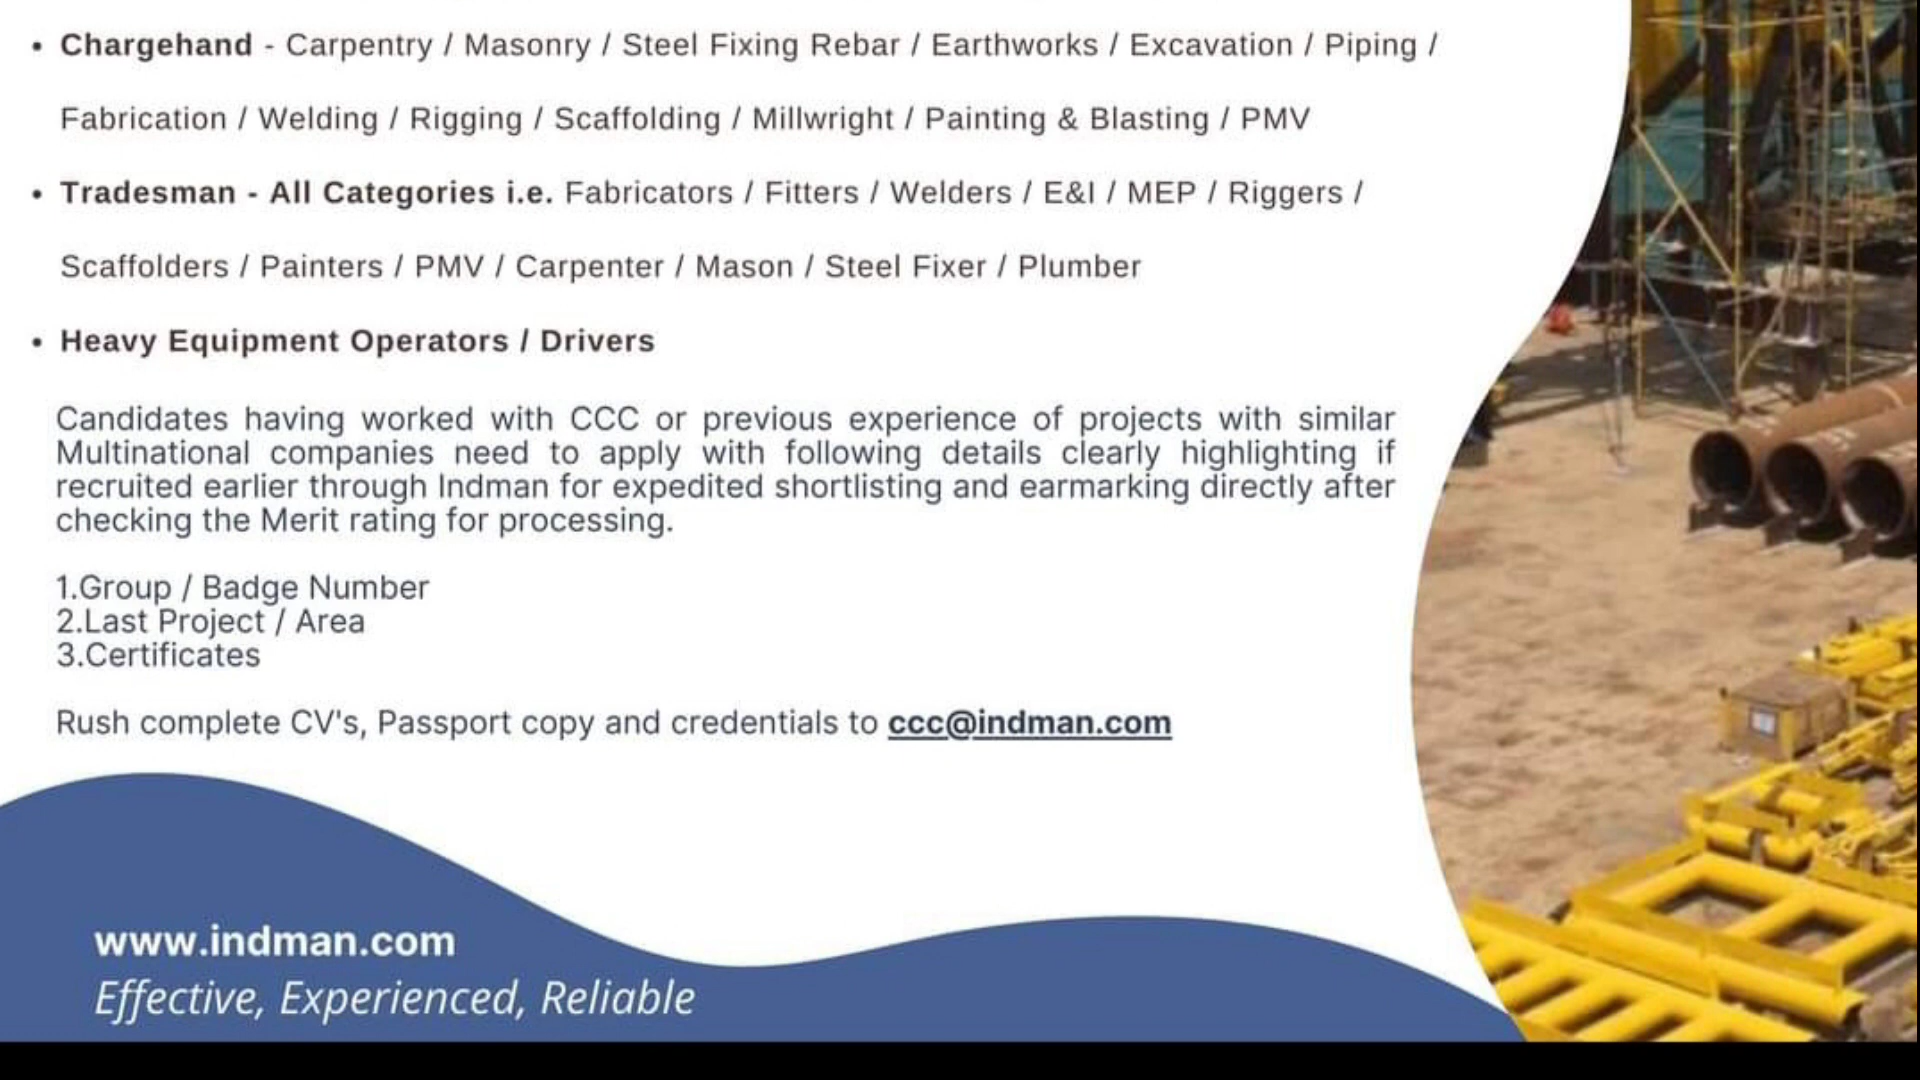 • Chargehand - Carpentry / Masonry / Steel Fixing Rebar / Earthworks / Excavation / Piping /
Fabrication / Welding / Rigging / Scaffolding / Millwright / Painting & Blasting / PMV
• Tradesman - All Categories i.e. Fabricators / Fitters / Welders / E&I / MEP / Riggers /
Scaffolders / Painters / PMV / Carpenter / Mason / Steel Fixer / Plumber
• Heavy Equipment Operators / Drivers
Candidates having worked with CCC or previous experience of projects with similar
Multinational companies need to apply with following details clearly highlighting if
recruited earlier through Indman for expedited shortlisting and earmarking directly after
checking the Merit rating for processing.
1.Group / Badge Number
2.Last Project / Area
3.Certificates
Rush complete CV's, Passport copy and credentials to ccc@indman.com
www.indman.com
Effective, Experienced, Reliable